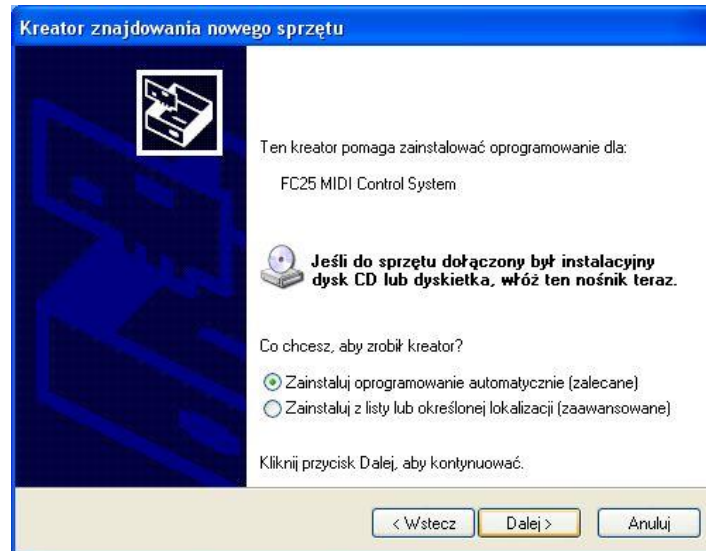 Kreator znajdowania nowego sprzętu
Ten kreator pomaga zainstalować oprogramowanie dla:
FC25 MIDI Control System
Jeśli do sprzętu dołączony był instalacyjny
dysk CD lub dyskietka, włóż ten nośnik teraz.
Co chcesz, aby zrobił kreator?
Zainstaluj oprogramowanie automatycznie (zalecane)
Zainstaluj z listy lub określonej lokalizacji (zaawansowane)
Kliknij przycisk Dalej, aby kontynuować.
< Wstecz Dalej > Anuluj